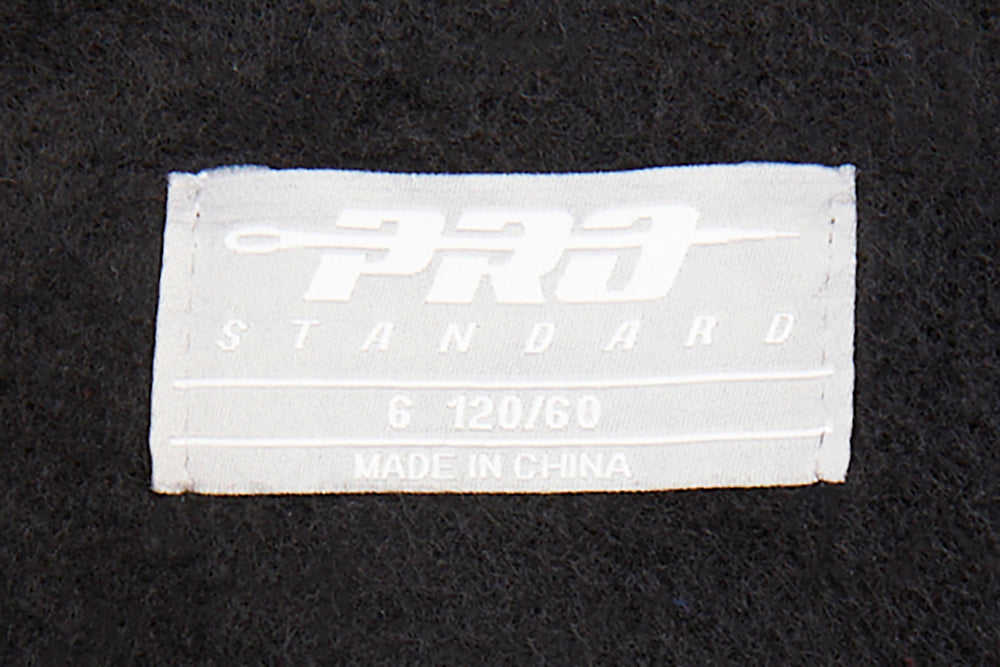 PRO
STANDARD
6 120/60
MADE IN CHINA